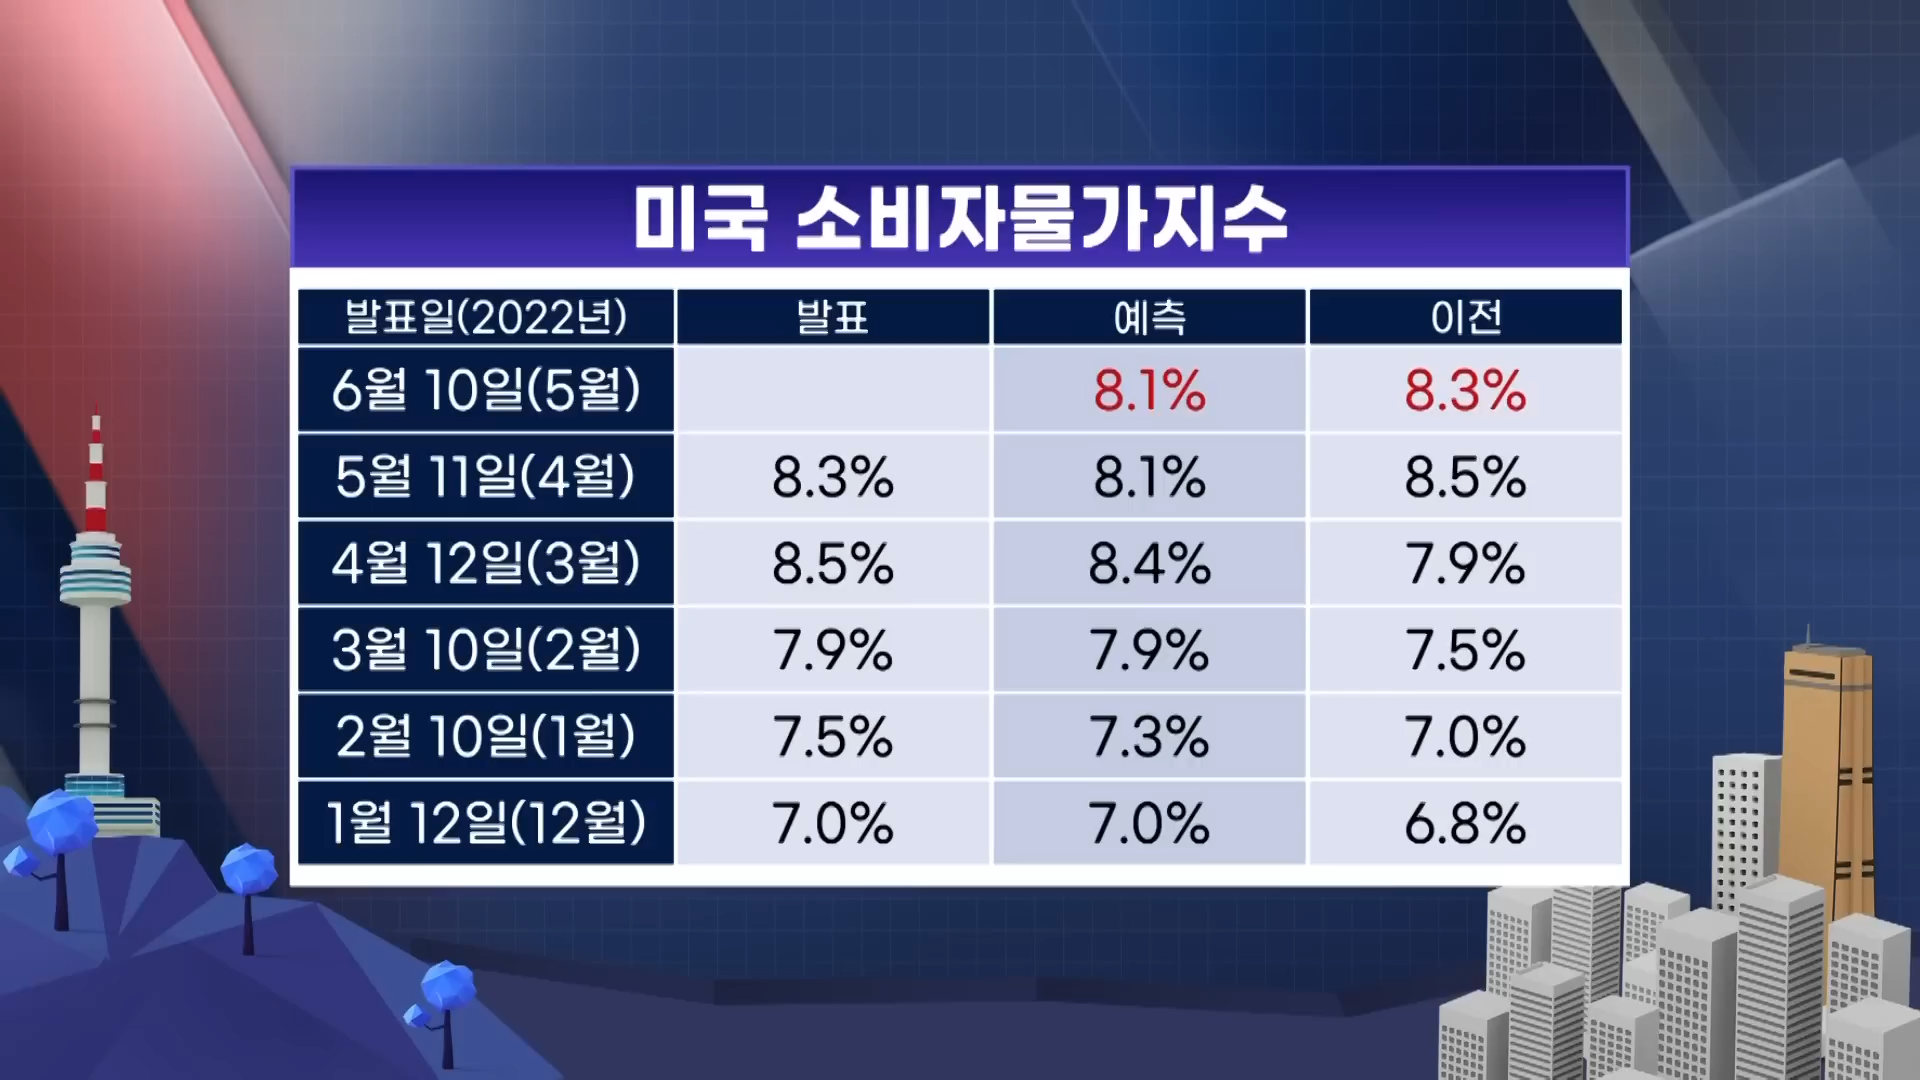 미국 소비자물가지수
발표일(2022년) 발표 예측 이전
6월 10일(5월) 8.1% 8.3%
5월 11일(4월) 8.3% 8.1% 8.5%
4월 12일(3월) 8.5% 8.4% 7.9%
3월 10일(2월) 7.9% 7.9% 7.5%
2월 10일(1월) 7.5% 7.3% 7.0%
1월 12일(12월) 7.0% 7.0% 6.8%